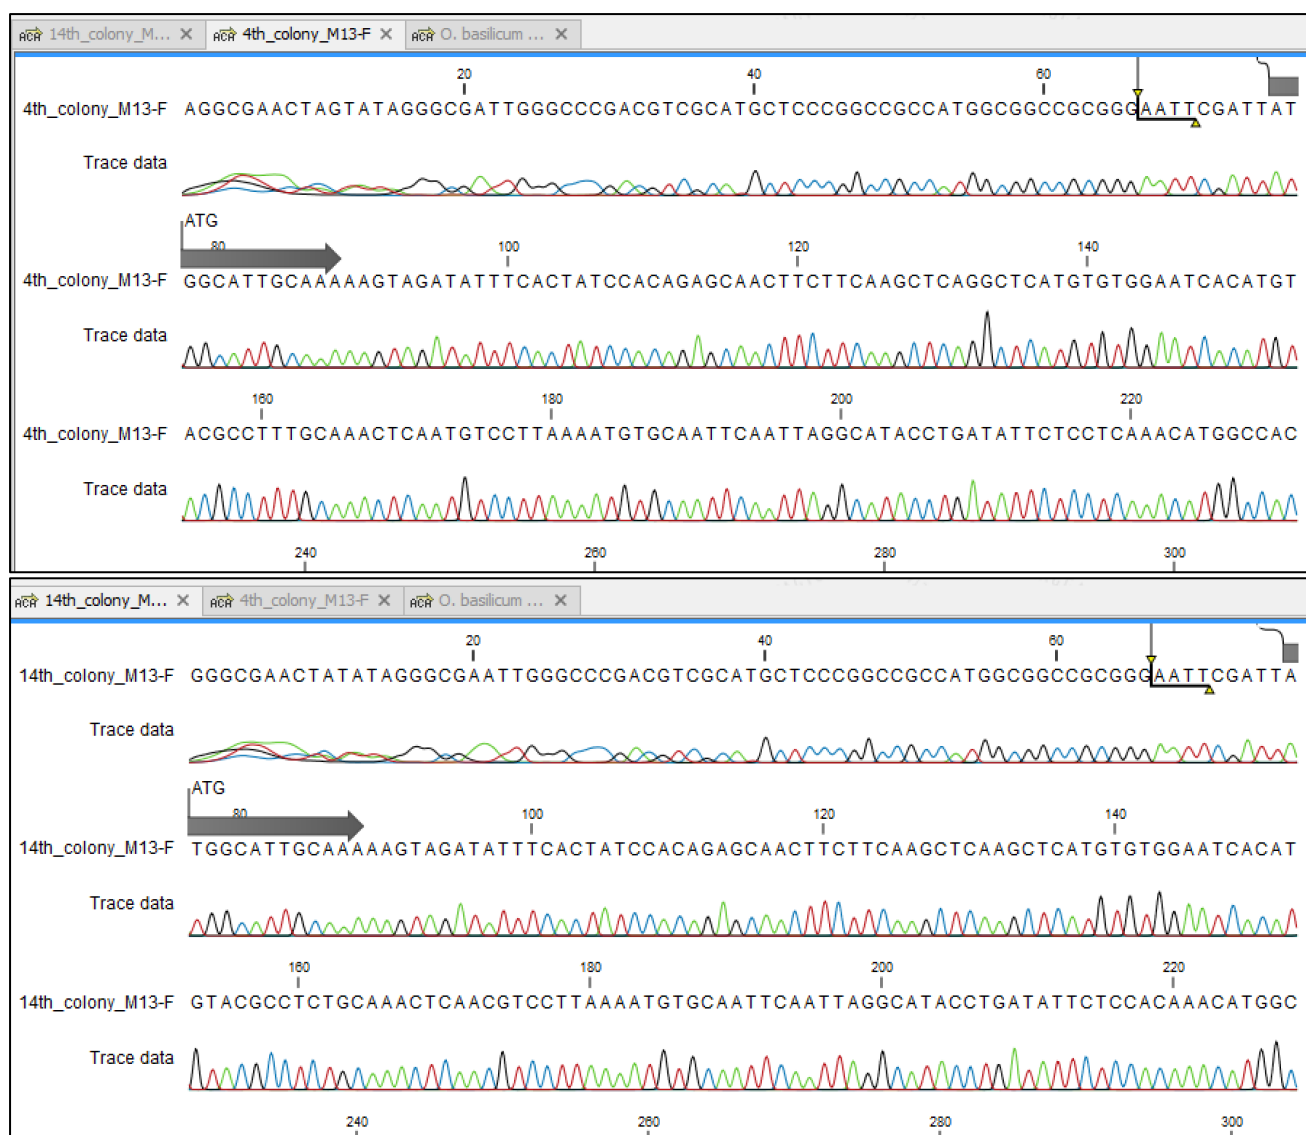 14th_colony_M... 4th_colony_M13-F O. basilicum ...
20 40 60
4th_colony_M13-F AGGCGAACTAGTATAGGGCGATTGGGCCCGACGTCGCATGCTCCCGGCCGCCATGGCGGCCGCGGGAATTCGATTAT
Trace data
ATG
80 100 120 140
4th_colony_M13-F GGCATTGCAAAAAGTAGATATTTCACTATCCACAGAGCAACTTCTTCAAGCTCAGGCTCATGTGTGGAATCACATGT
Trace data
160 180 200 220
4th_colony_M13-F ACGCCTTTGCAAACTCAATGTCCTTAAAATGTGCAATTCAATTAGGCATACCTGATATTCTCCTCAAACATGGCCAC
Trace data
240 260 280 300
14th_colony_M... 4th_colony_M13-F O. basilicum ...
20 40 60
14th_colony_M13-F GGGCGAACTATATAGGGCGAATTGGGCCCGACGTCGCATGCTCCCGGCCGCCATGGCGGCCGCGGGAATTCGATTA
Trace data
ATG
80 100 120 140
14th_colony_M13-F TGGCATTGCAAAAAGTAGATATTTCACTATCCACAGAGCAACTTCTTCAAGCTCAAGCTCATGTGTGGAATCACAT
Trace data
160 180 200 220
14th_colony_M13-F GTACGCCTCTGCAAACTCAACGTCCTTAAAATGTGCAATTCAATTAGGCATACCTGATATTCTCCACAAACATGGC
Trace data
240 260 280 300